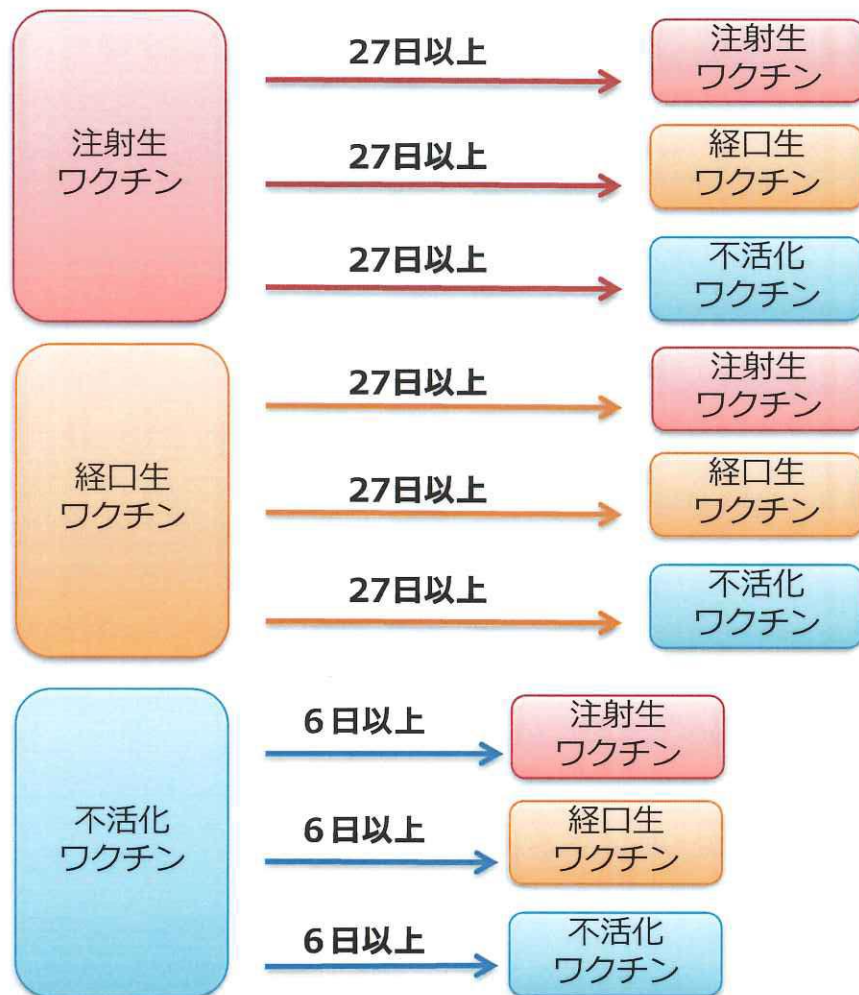 注射生
ワクチン
27日以上
注射生
ワクチン
27日以上
経口生
ワクチン
27日以上
不活化
ワクチン
経口生
ワクチン
27日以上
注射生
ワクチン
27日以上
経口生
ワクチン
27日以上
不活化
ワクチン
不活化
ワクチン
6日以上
注射生
ワクチン
6日以上
経口生
ワクチン
6日以上
不活化
ワクチン